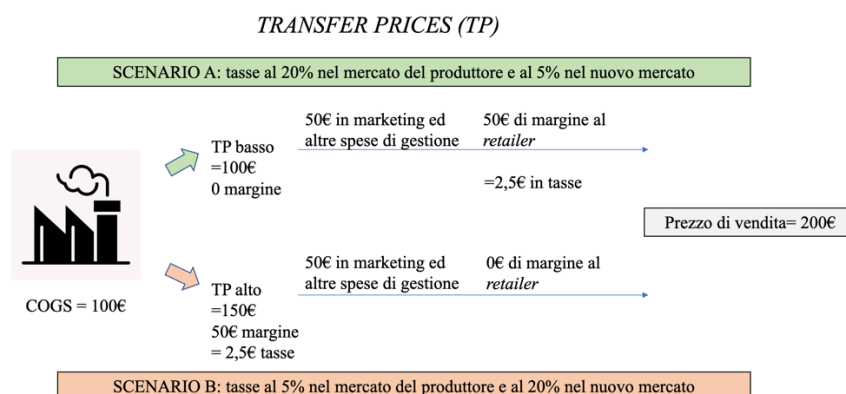 TRANSFER PRICES (TP)
SCENARIO A: tasse al 20% nel mercato del produttore e al 5% nel nuovo mercato
50€ in marketing ed
altre spese di gestione
50€ di margine al
retailer
TP basso
=100€
0 margine
=2,5€ in tasse
Prezzo di vendita= 200€
50€ in marketing ed
altre spese di gestione
0€ di margine al
retailer
TP alto
=150€
50€ margine
= 2,5€ tasse
COGS = 100€
SCENARIO B: tasse al 5% nel mercato del produttore e al 20% nel nuovo mercato